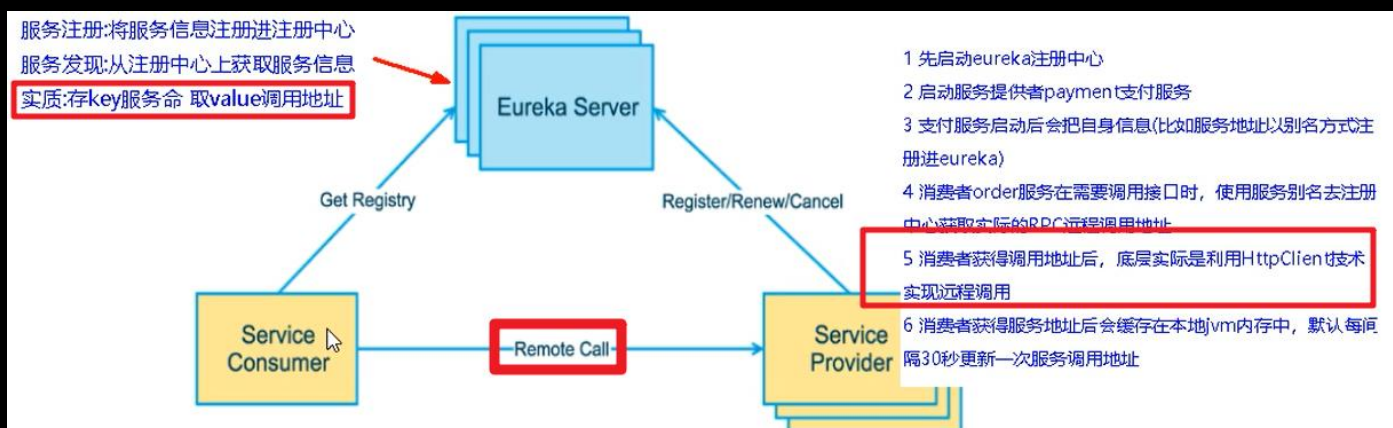 服务注册:将服务信息注册进注册中心
服务发现:从注册中心上获取服务信息
实质:存key服务命 取value调用地址
Eureka Server
Get Registry
Register/Renew/Cancel
Service
Consumer
Remote Call
Service
Provider
1 先启动eureka注册中心
2 启动服务提供者payment支付服务
3 支付服务启动后会把自身信息(比如服务地址以别名方式注
册进eureka)
4 消费者order服务在需要调用接口时，使用服务别名去注册
中心获取实际的RPC远程调用地址
5 消费者获得调用地址后，底层实际是利用HttpClient技术
实现远程调用
6 消费者获得服务地址后会缓存在本地jvm内存中，默认每间
隔30秒更新一次服务调用地址